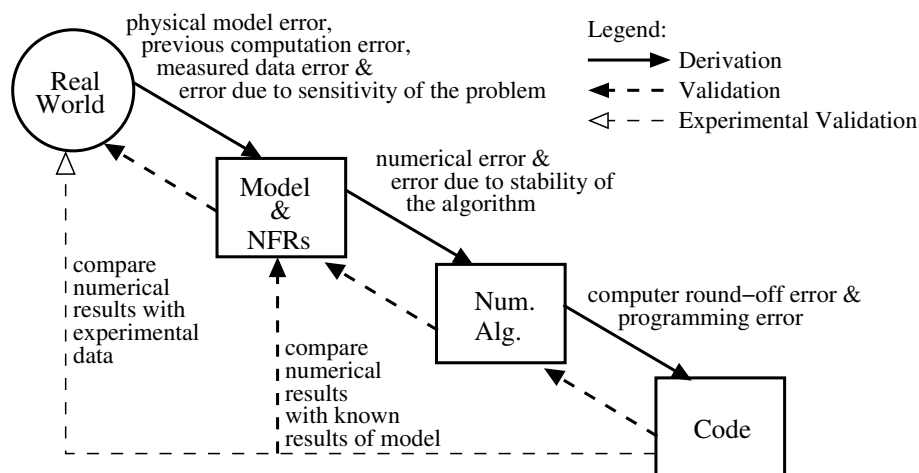 physical model error,
previous computation error,
measured data error &
error due to sensitivity of the problem
Legend:
Derivation
Validation
Experimental Validation
Real
World
numerical error &
error due to stability of
the algorithm
Model
&
NFRs
compare
numerical
results with
experimental
data
Num.
Alg.
computer round−off error &
programming error
compare
numerical
results
with known
results of model
Code